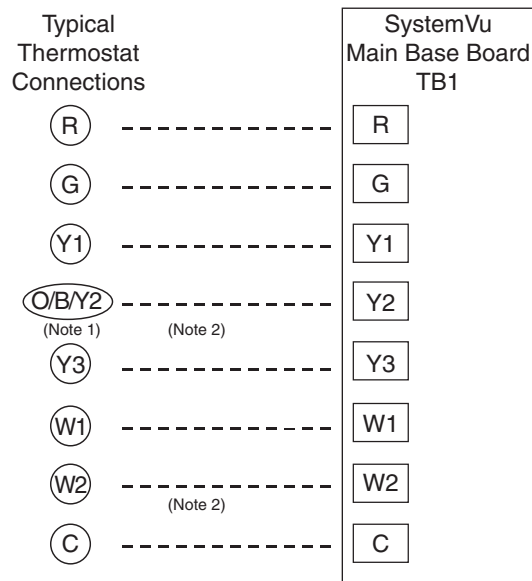 Typical
Thermostat
Connections
SystemVu
Main Base Board
TB1
R R
G G
Y1 Y1
O/B/Y2 Y2
(Note 1) (Note 2)
Y3 Y3
W1 W1
W2 W2
(Note 2)
C C